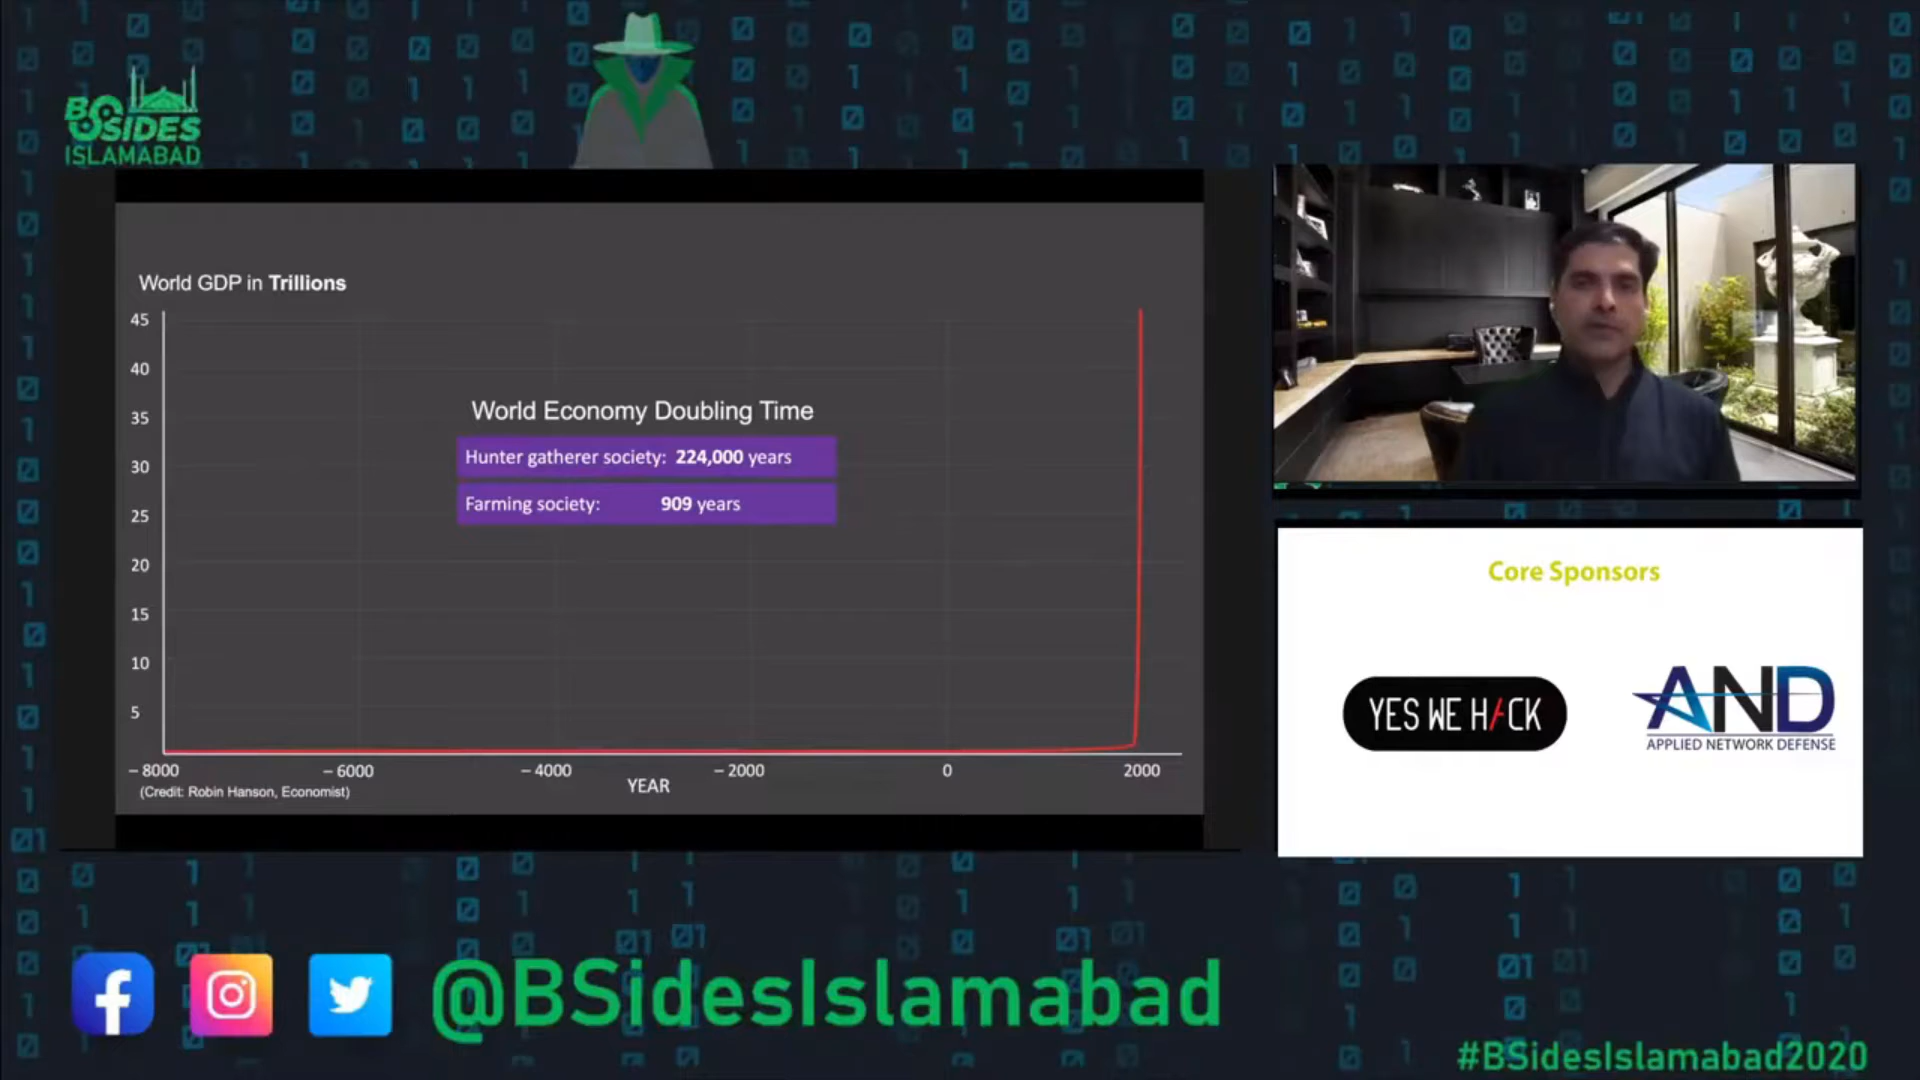 BSIDES
ISLAMABAD
World GDP in Trillions
45
40
35
30
25
20
15
10
5
World Economy Doubling Time
Hunter gatherer society: 224,000 years
Farming society: 909 years
– 8000
– 6000
– 4000
– 2000
0
2000
YEAR
(Credit: Robin Hanson, Economist)
Core Sponsors
YES WE HACK
AND
APPLIED NETWORK DEFENSE
@BSidesIslamabad
#BSidesIslamabad2020